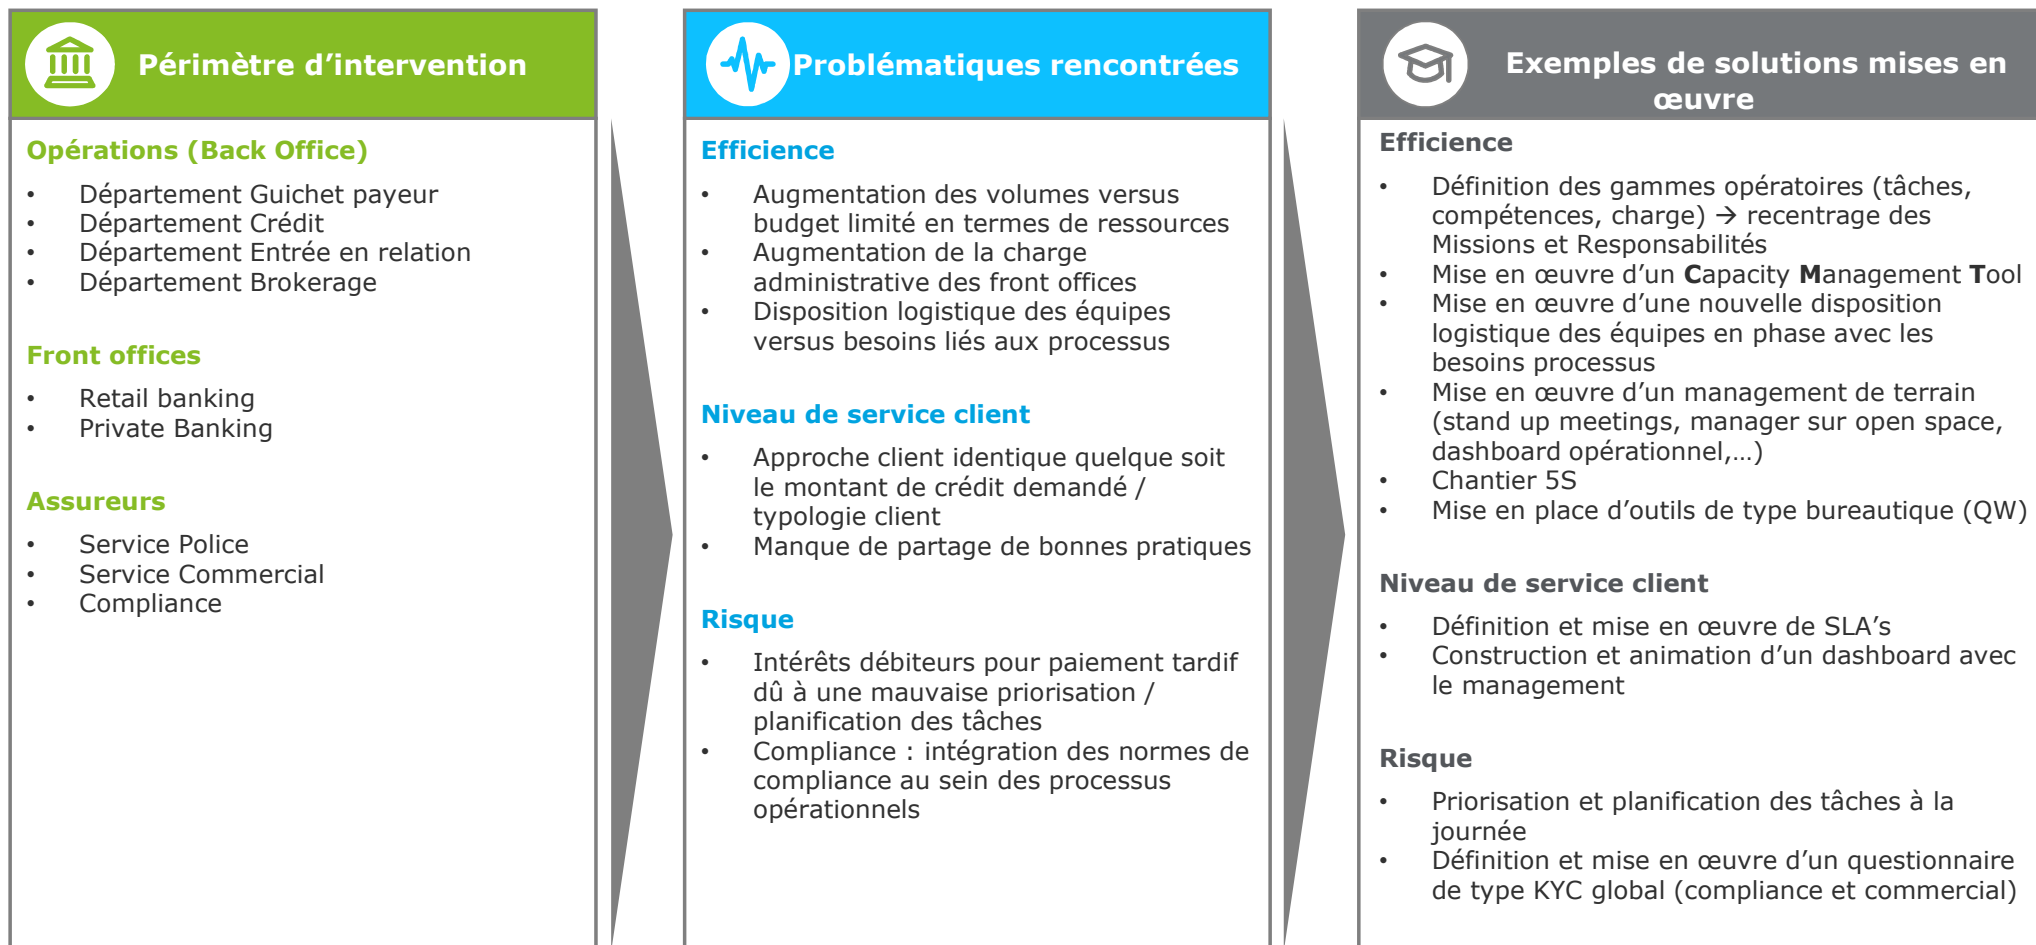 Périmètre d’intervention
Opérations (Back Office)
• Département Guichet payeur
• Département Crédit
• Département Entrée en relation
• Département Brokerage
Front offices
• Retail banking
• Private Banking
Assureurs
• Service Police
• Service Commercial
• Compliance
Problématiques rencontrées
Efficience
• Augmentation des volumes versus
budget limité en termes de ressources
• Augmentation de la charge
administrative des front offices
• Disposition logistique des équipes
versus besoins liés aux processus
Niveau de service client
• Approche client identique quelque soit
le montant de crédit demandé /
typologie client
• Manque de partage de bonnes pratiques
Risque
• Intérêts débiteurs pour paiement tardif
dû à une mauvaise priorisation /
planification des tâches
• Compliance : intégration des normes de
compliance au sein des processus
opérationnels
Exemples de solutions mises en
œuvre
Efficience
• Définition des gammes opératoires (tâches,
compétences, charge) → recentrage des
Missions et Responsabilités
• Mise en œuvre d’un Capacity Management Tool
• Mise en œuvre d’une nouvelle disposition
logistique des équipes en phase avec les
besoins processus
• Mise en œuvre d’un management de terrain
(stand up meetings, manager sur open space,
dashboard opérationnel,…)
• Chantier 5S
• Mise en place d’outils de type bureautique (QW)
Niveau de service client
• Définition et mise en œuvre de SLA’s
• Construction et animation d’un dashboard avec
le management
Risque
• Priorisation et planification des tâches à la
journée
• Définition et mise en œuvre d’un questionnaire
de type KYC global (compliance et commercial)